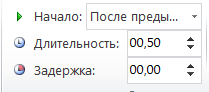 Начало: После преды...
Длительность: 00,50
Задержка: 00,00